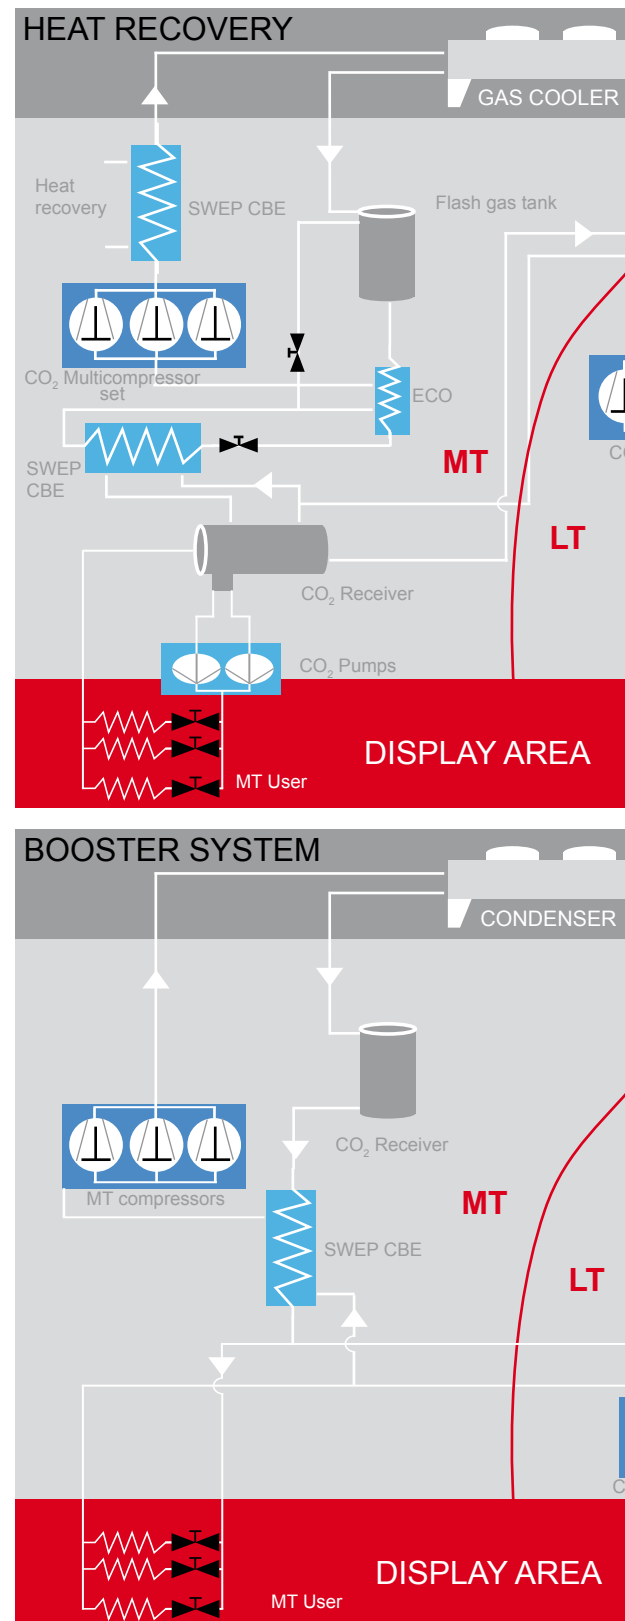 HEAT RECOVERY
GAS COOLER
Heat
recovery
SWEP CBE
Flash gas tank
CO₂ Multicompressor
set
ECO
MT
SWEP
CBE
LT
CO₂ Receiver
CO₂ Pumps
DISPLAY AREA
MT User
BOOSTER SYSTEM
CONDENSER
CO₂ Receiver
MT compressors
MT
SWEP CBE
LT
DISPLAY AREA
MT User